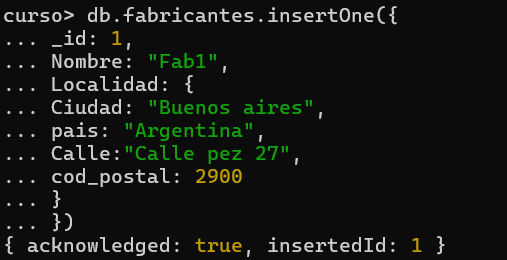 curso> db.fabricantes.insertOne({
... _id: 1,
... Nombre: "Fab1",
... Localidad: {
... Ciudad: "Buenos aires",
... pais: "Argentina",
... Calle:"Calle pez 27",
... cod_postal: 2900
... }
... })
{ acknowledged: true, insertedId: 1 }